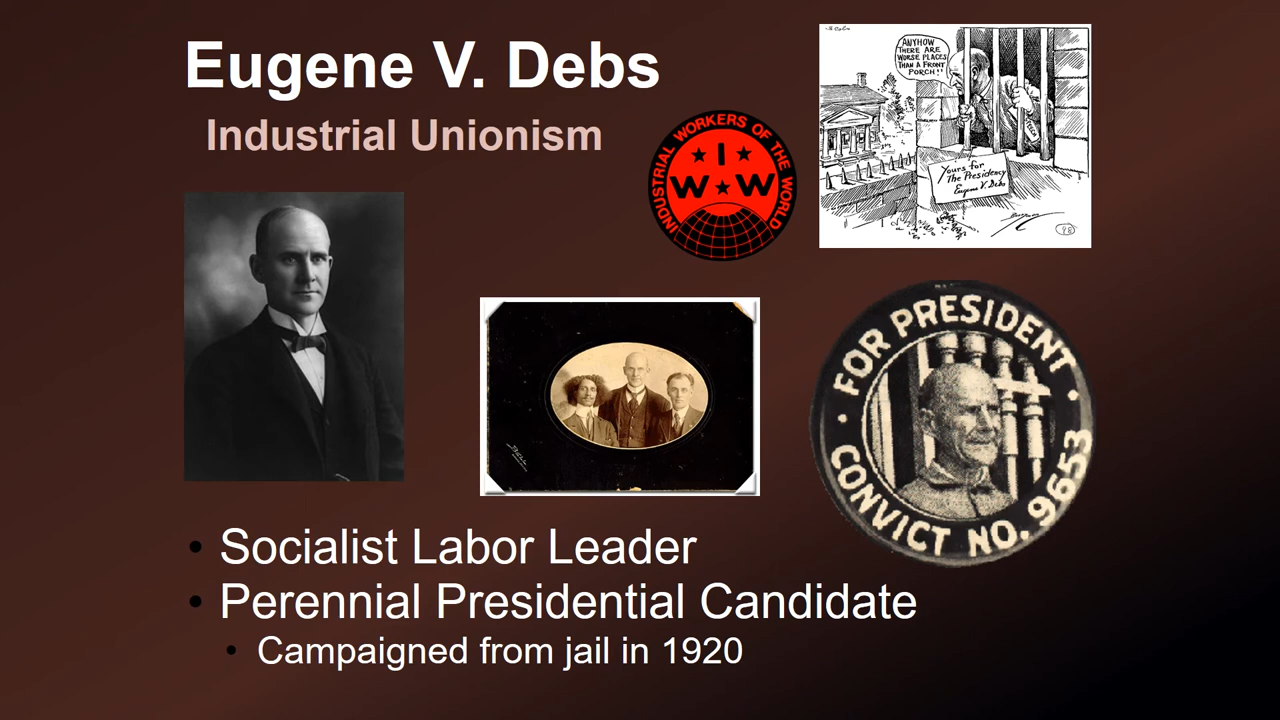 Eugene V. Debs
Industrial Unionism
INDUSTRIAL WORKERS OF THE WORLD
I
W W
ANYHOW
THERE ARE
WORSE PLACES
THAN A FRONT
PORCH!!
Yours for
The Presidency
Eugene V. Debs
98
FOR PRESIDENT
CONVICT NO. 9653
• Socialist Labor Leader
• Perennial Presidential Candidate
• Campaigned from jail in 1920